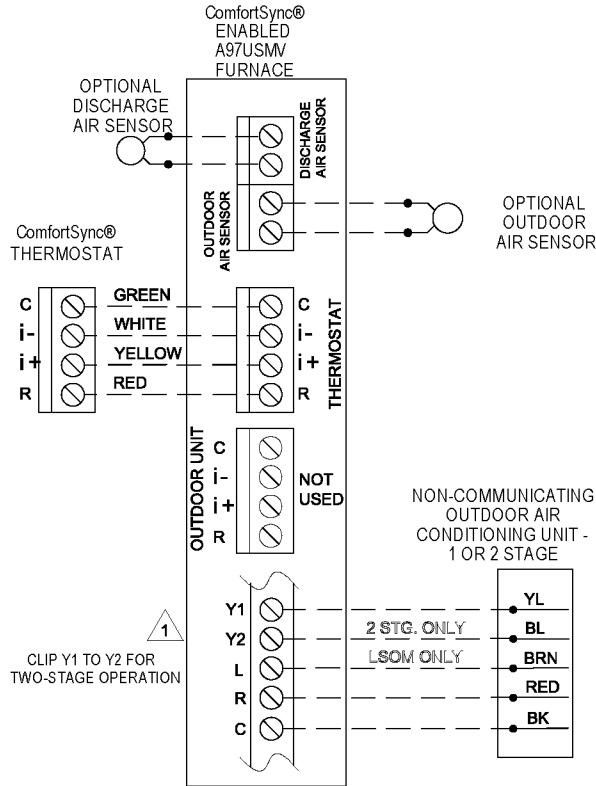 ComfortSync®
ENABLED
A97USMV
FURNACE
OPTIONAL
DISCHARGE
AIR SENSOR
DISCHARGE
AIR SENSOR
OUTDOOR
AIR SENSOR
OPTIONAL
OUTDOOR
AIR SENSOR
ComfortSync®
THERMOSTAT
C
i-
i+
R
GREEN
WHITE
YELLOW
RED
C
i-
i+
R
THERMOSTAT
OUTDOOR UNIT
C
i-
i+
R
NOT
USED
NON-COMMUNICATING
OUTDOOR AIR
CONDITIONING UNIT -
1 OR 2 STAGE
1
CLIP Y1 TO Y2 FOR
TWO-STAGE OPERATION
Y1
Y2
L
R
C
2 STG. ONLY
LSOM ONLY
YL
BL
BRN
RED
BK